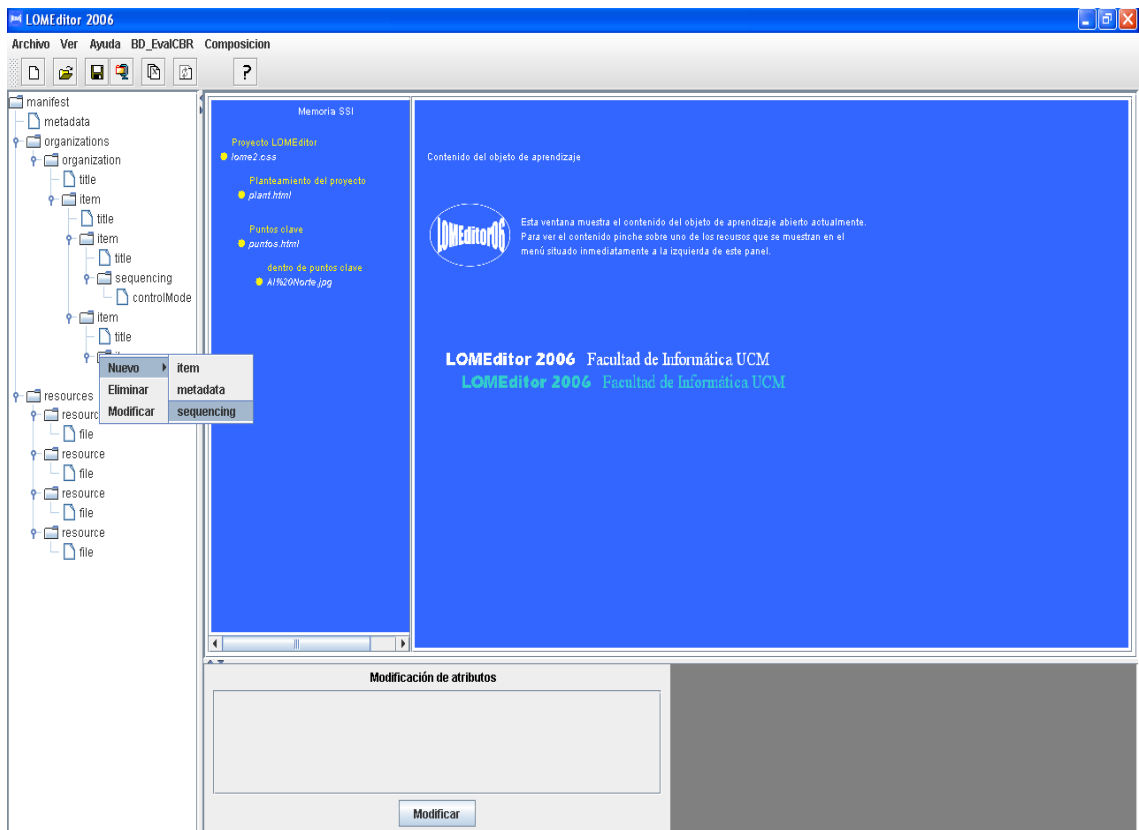 LOMEditor 2006
Archivo Ver Ayuda BD_EvalCBR Composicion
?
manifest
metadata
organizations
organization
title
item
title
item
title
sequencing
controlMode
item
title
Nuevo
Eliminar
Modificar
item
metadata
sequencing
resources
file
resource
file
resource
file
resource
file
Memoria SSI
Proyecto LOMEditor
lome2.css
Planteamiento del proyecto
plant.html
Puntos clave
puntos.html
dentro de puntos clave
Al%20Norte.jpg
Contenido del objeto de aprendizaje
LOMEditor06
Esta ventana muestra el contenido del objeto de aprendizaje abierto actualmente.
Para ver el contenido pinche sobre uno de los recursos que se muestran en el
menú situado inmediatamente a la izquierda de este panel.
LOMEditor 2006 Facultad de Informática UCM
LOMEditor 2006 Facultad de Informática UCM
Modificación de atributos
Modificar